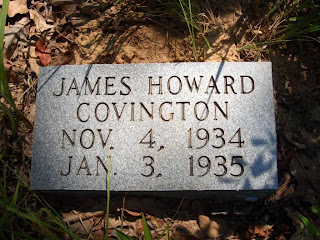 JAMES HOWARD
COVINGTON
NOV. 4, 1934
JAN. 3, 1935